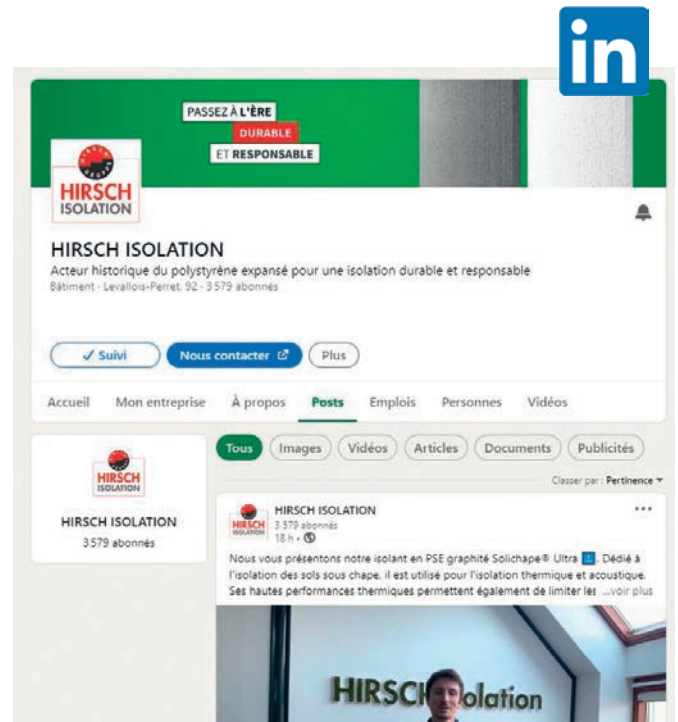 in
PASSEZ À L'ÈRE
DURABLE
ET RESPONSABLE
HIRSCH
ISOLATION
HIRSCH ISOLATION
Acteur historique du polystyrène expansé pour une isolation durable et responsable
Bâtiment · Levallois-Perret, 92 · 3 579 abonnés
✓ Suivi Nous contacter Plus
Accueil Mon entreprise À propos Posts Emplois Personnes Vidéos
Tous Images Vidéos Articles Documents Publicités
Classer par : Pertinence
HIRSCH
ISOLATION
HIRSCH ISOLATION
3 579 abonnés
HIRSCH
ISOLATION
HIRSCH ISOLATION
3 579 abonnés
18 h •
Nous vous présentons notre isolant en PSE graphité Solichape® Ultra . Dédié à
l'isolation des sols sous chape, il est utilisé pour l'isolation thermique et acoustique.
Ses hautes performances thermiques permettent également de limiter les ...voir plus
HIRSCH olation